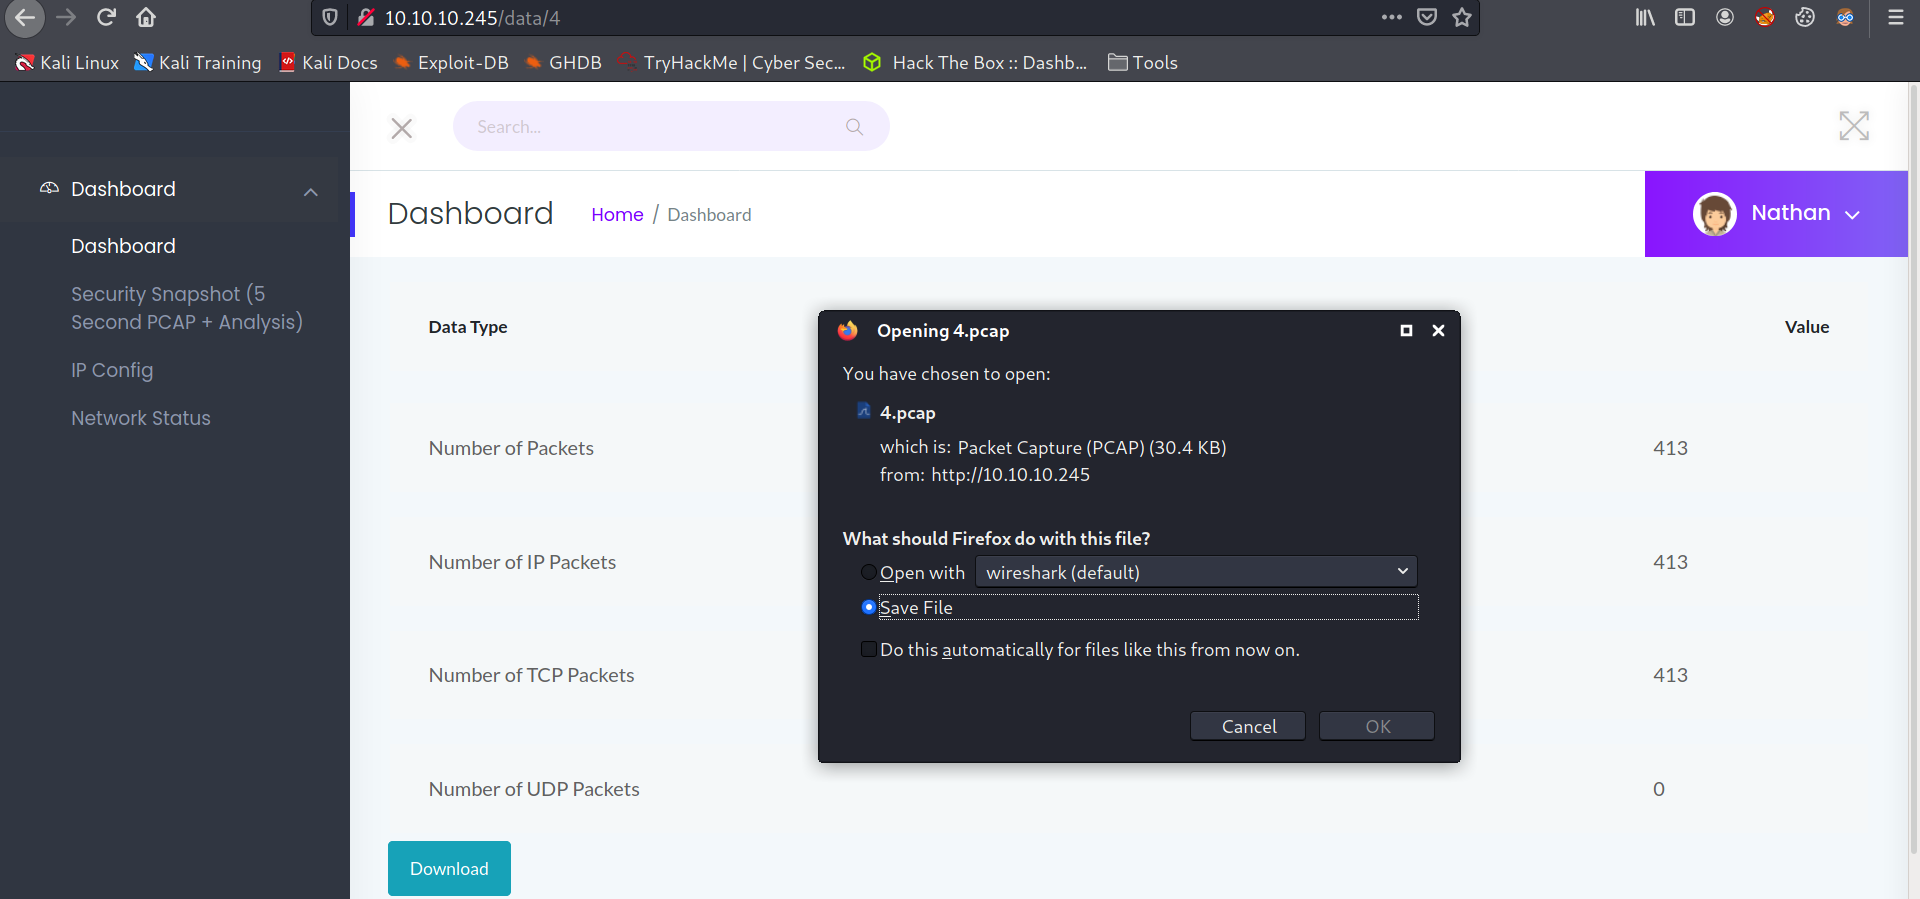 10.10.10.245/data/4
Kali Linux Kali Training Kali Docs Exploit-DB GHDB TryHackMe | Cyber Sec... Hack The Box :: Dashb... Tools
Search...
Dashboard
Dashboard
Security Snapshot (5
Second PCAP + Analysis)
IP Config
Network Status
Dashboard Home / Dashboard
Nathan
Data Type Value
Number of Packets 413
Number of IP Packets 413
Number of TCP Packets 413
Number of UDP Packets 0
Download
Opening 4.pcap
You have chosen to open:
4.pcap
which is: Packet Capture (PCAP) (30.4 KB)
from: http://10.10.10.245
What should Firefox do with this file?
Open with wireshark (default)
Save File
Do this automatically for files like this from now on.
Cancel OK